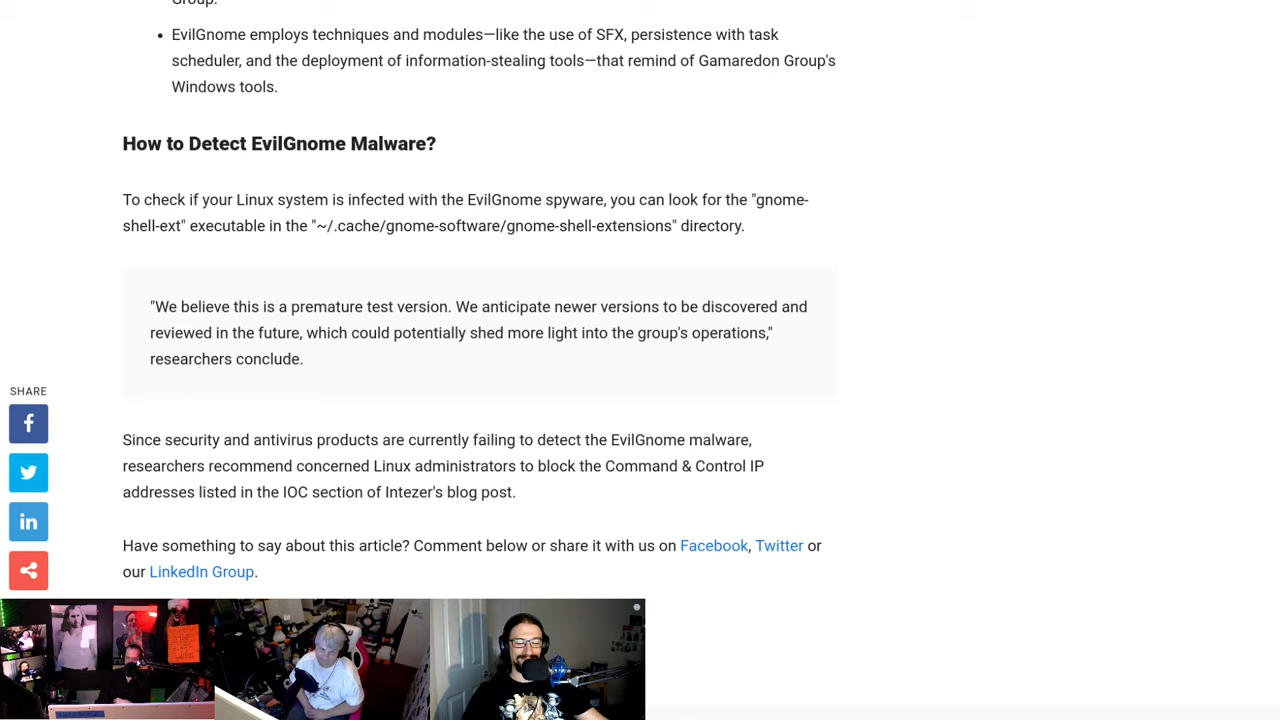 Group.
• EvilGnome employs techniques and modules—like the use of SFX, persistence with task
scheduler, and the deployment of information-stealing tools—that remind of Gamaredon Group's
Windows tools.
How to Detect EvilGnome Malware?
To check if your Linux system is infected with the EvilGnome spyware, you can look for the "gnome-
shell-ext" executable in the "~/.cache/gnome-software/gnome-shell-extensions" directory.
"We believe this is a premature test version. We anticipate newer versions to be discovered and
reviewed in the future, which could potentially shed more light into the group's operations,"
researchers conclude.
SHARE
Since security and antivirus products are currently failing to detect the EvilGnome malware,
researchers recommend concerned Linux administrators to block the Command & Control IP
addresses listed in the IOC section of Intezer's blog post.
Have something to say about this article? Comment below or share it with us on Facebook, Twitter or
our LinkedIn Group.